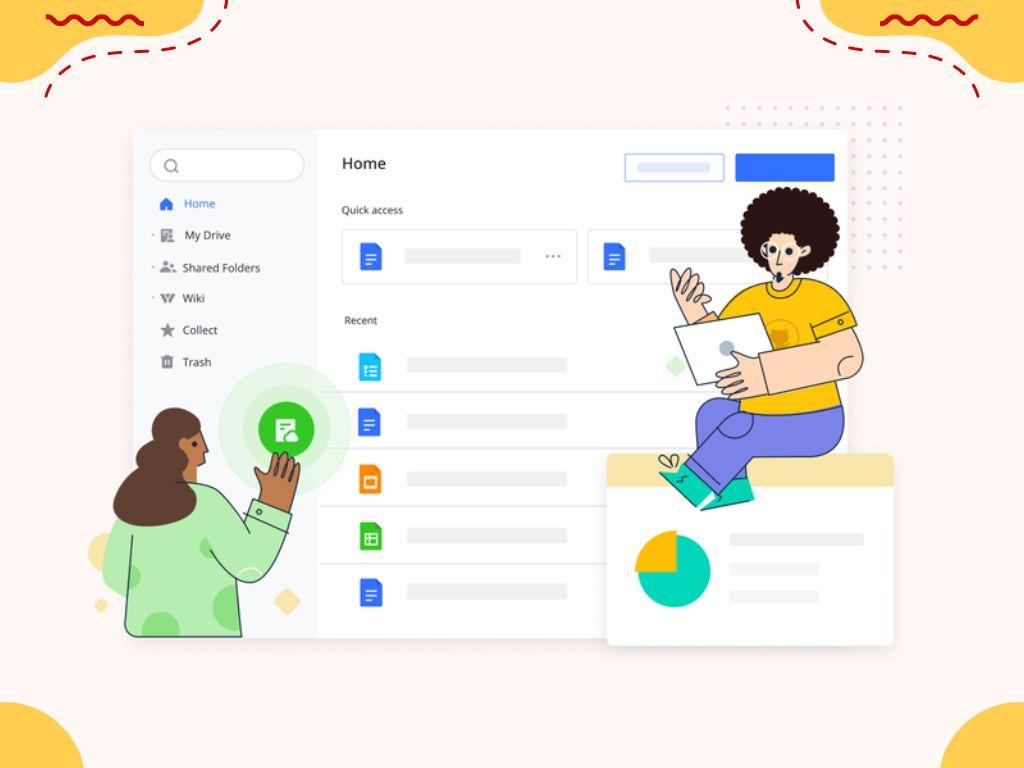 Home
My Drive
Shared Folders
Wiki
Collect
Trash
Home
Quick access
Recent